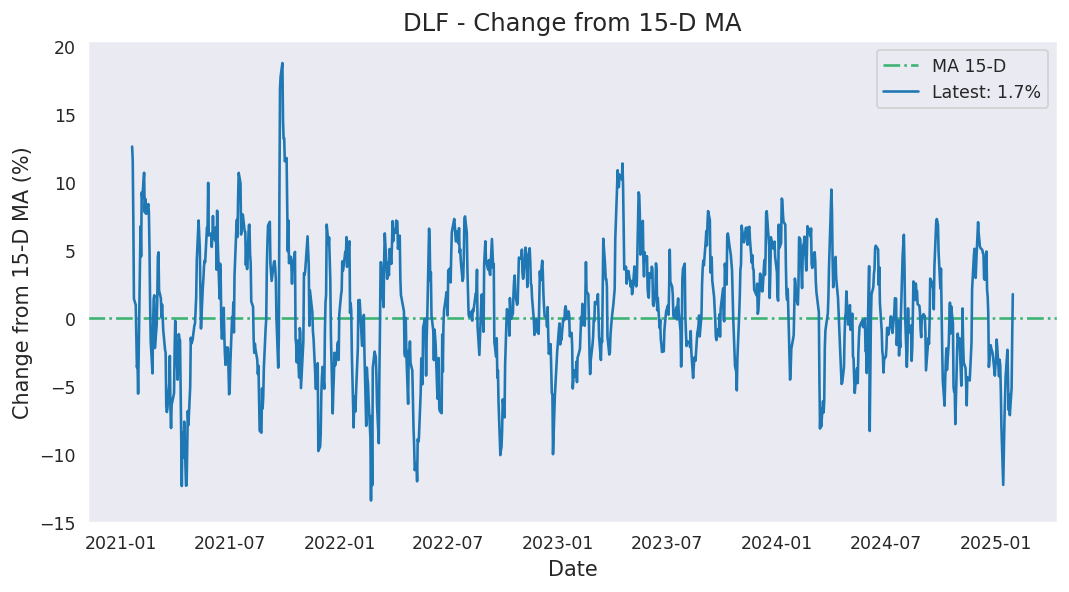 DLF - Change from 15-D MA
MA 15-D
Latest: 1.7%
Change from 15-D MA (%)
20
15
10
5
0
−5
−10
−15
2021-01 2021-07 2022-01 2022-07 2023-01 2023-07 2024-01 2024-07 2025-01
Date